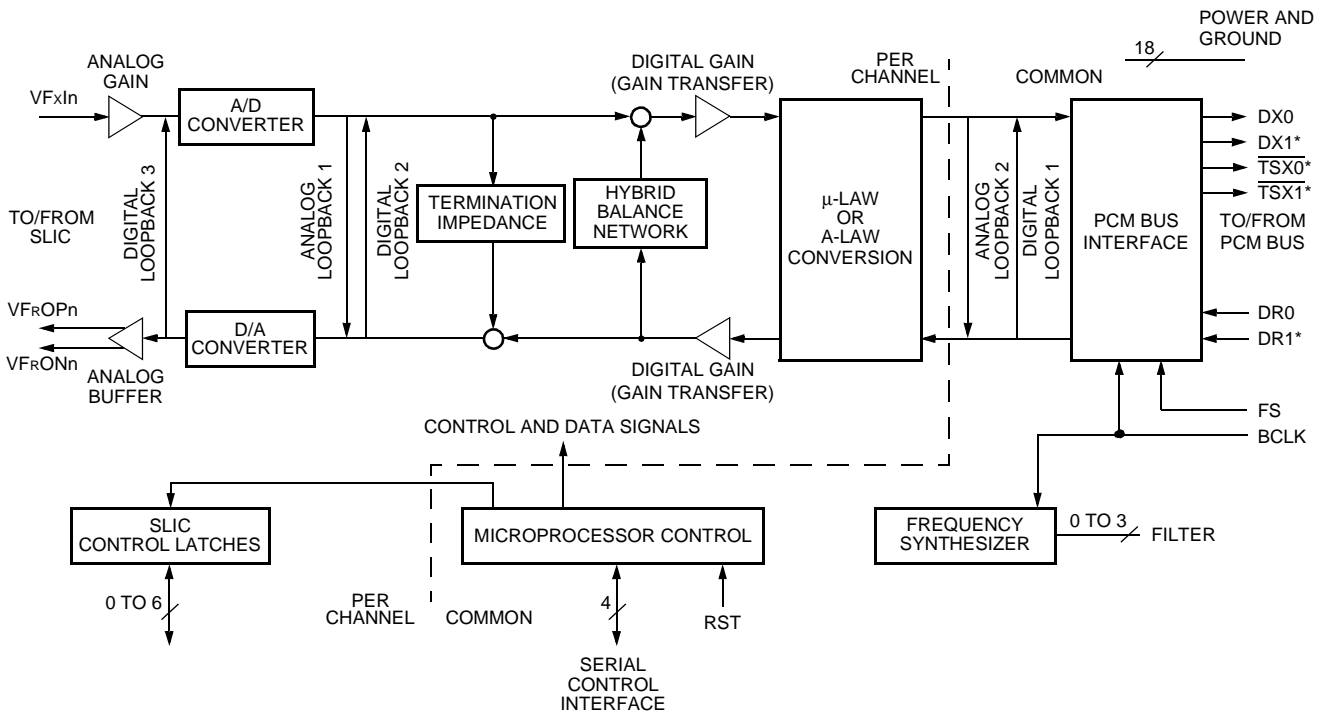 POWER AND
GROUND
18
ANALOG
GAIN
VFxIn
A/D
CONVERTER
DIGITAL GAIN
(GAIN TRANSFER)
PER
CHANNEL
COMMON
DX0
DX1*
TSX0*
TSX1*
TO/FROM
PCM BUS
TO/FROM
SLIC
DIGITAL
LOOPBACK 3
ANALOG
LOOPBACK 1
DIGITAL
LOOPBACK 2
TERMINATION
IMPEDANCE
HYBRID
BALANCE
NETWORK
μ-LAW
OR
A-LAW
CONVERSION
ANALOG
LOOPBACK 2
DIGITAL
LOOPBACK 1
PCM BUS
INTERFACE
VFROPn
VFRONn
ANALOG
BUFFER
D/A
CONVERTER
DIGITAL GAIN
(GAIN TRANSFER)
DR0
DR1*
FS
BCLK
CONTROL AND DATA SIGNALS
SLIC
CONTROL LATCHES
MICROPROCESSOR CONTROL
FREQUENCY
SYNTHESIZER
0 TO 3
FILTER
0 TO 6
PER
CHANNEL
COMMON
4
RST
SERIAL
CONTROL
INTERFACE